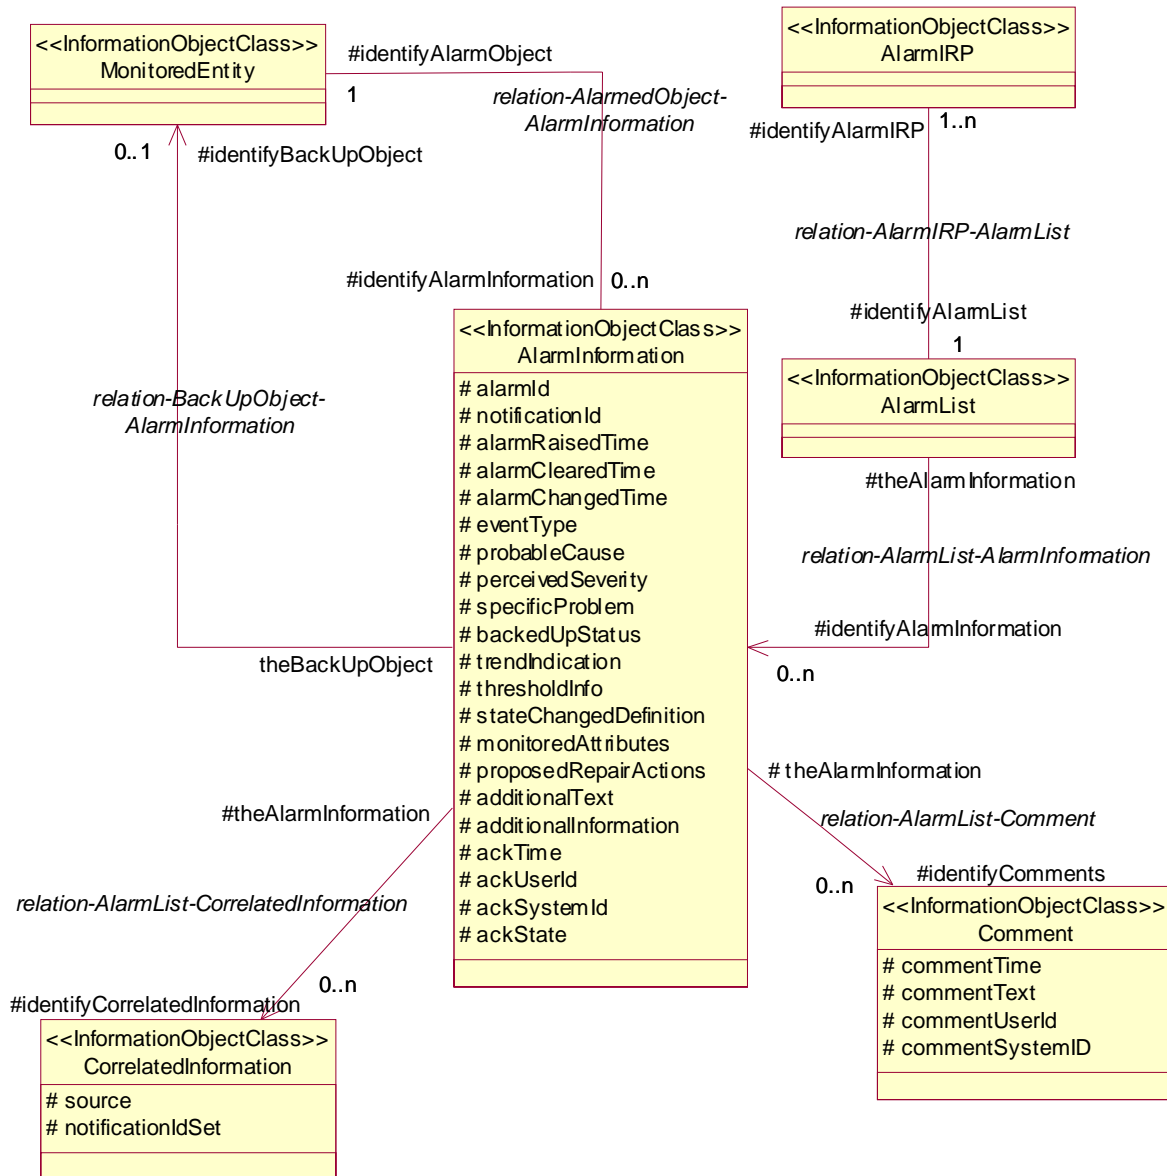 <<InformationObjectClass>>
MonitoredEntity
#identifyAlarmObject
1
relation-AlarmedObject-
AlarmInformation
<<InformationObjectClass>>
AlarmIRP
#identifyAlarmIRP
1..n
0..1
#identifyBackUpObject
relation-AlarmIRP-AlarmList
#identifyAlarmInformation
0..n
#identifyAlarmList
1
<<InformationObjectClass>>
AlarmInformation
# alarmId
# notificationId
# alarmRaisedTime
# alarmClearedTime
# alarmChangedTime
# eventType
# probableCause
# perceivedSeverity
# specificProblem
# backedUpStatus
# trendIndication
# thresholdInfo
# stateChangedDefinition
# monitoredAttributes
# proposedRepairActions
# additionalText
# additionalInformation
# ackTime
# ackUserId
# ackSystemId
# ackState
<<InformationObjectClass>>
AlarmList
#theAlarmInformation
relation-AlarmList-AlarmInformation
#identifyAlarmInformation
0..n
relation-BackUpObject-
AlarmInformation
theBackUpObject
#theAlarmInformation
relation-AlarmList-CorrelatedInformation
0..n
#identifyCorrelatedInformation
<<InformationObjectClass>>
CorrelatedInformation
# source
# notificationIdSet
# theAlarmInformation
relation-AlarmList-Comment
0..n
#identifyComments
<<InformationObjectClass>>
Comment
# commentTime
# commentText
# commentUserId
# commentSystemID